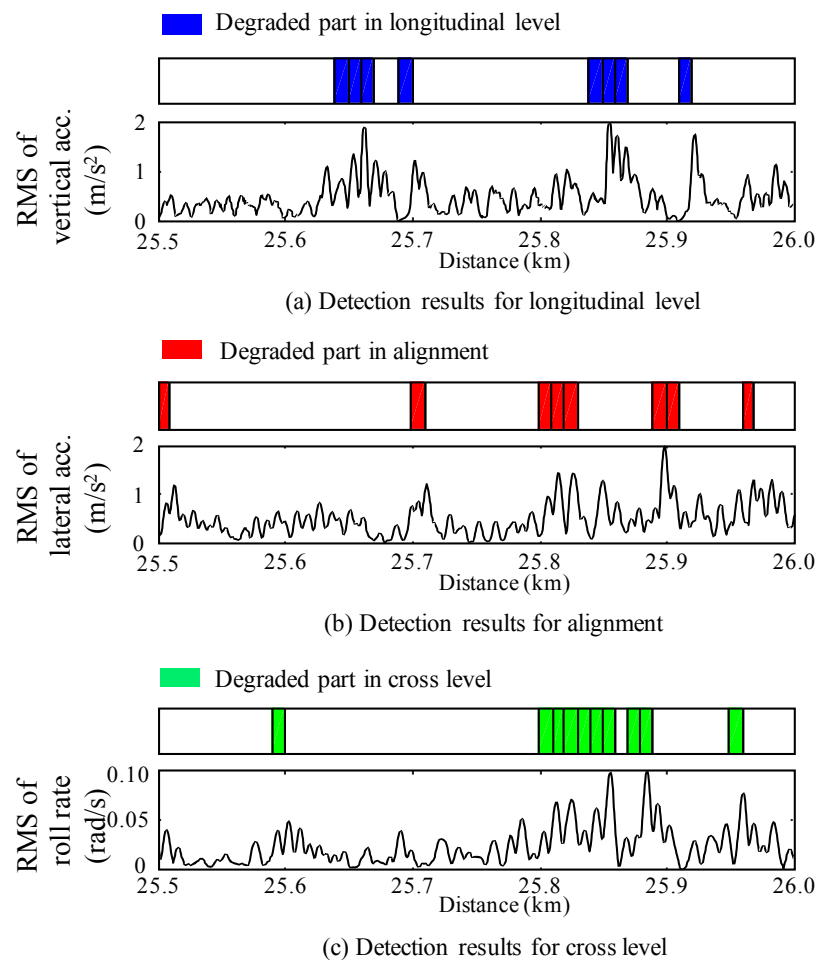 Degraded part in longitudinal level
RMS of
vertical acc.
(m/s²)
2
1
0
25.5 25.6 25.7 25.8 25.9 26.0
Distance (km)
(a) Detection results for longitudinal level
Degraded part in alignment
RMS of
lateral acc.
(m/s²)
2
1
0
25.5 25.6 25.7 25.8 25.9 26.0
Distance (km)
(b) Detection results for alignment
Degraded part in cross level
RMS of
roll rate
(rad/s)
0.10
0.05
0
25.5 25.6 25.7 25.8 25.9 26.0
Distance (km)
(c) Detection results for cross level